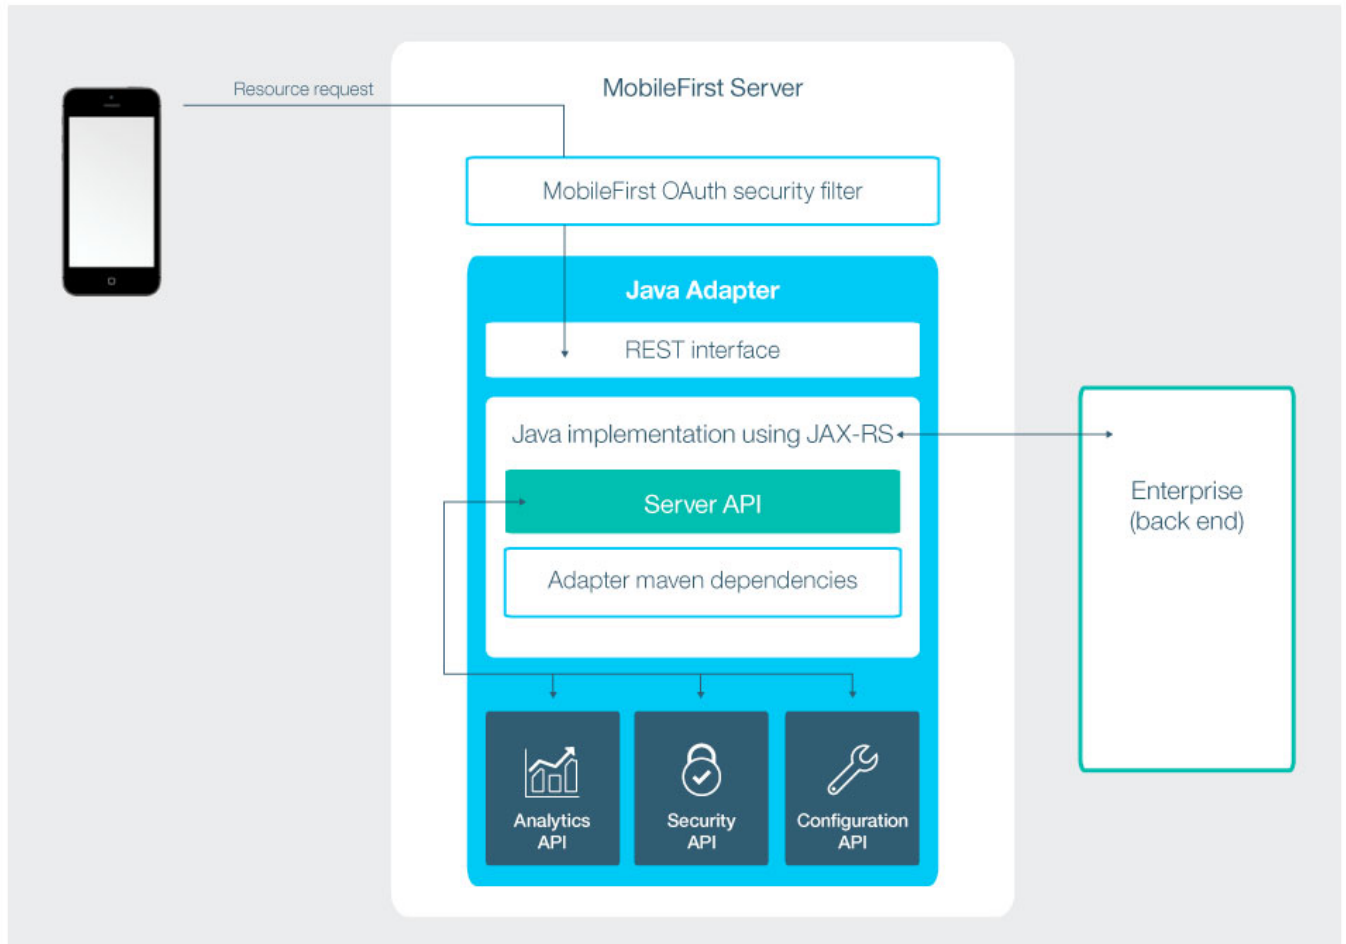 Resource request
MobileFirst Server
MobileFirst OAuth security filter
Java Adapter
REST interface
Java implementation using JAX-RS
Server API
Adapter maven dependencies
Enterprise
(back end)
Analytics
API
Security
API
Configuration
API